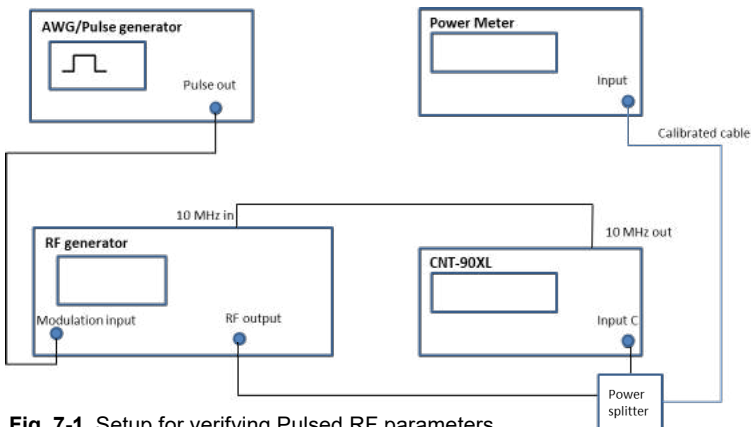 AWG/Pulse generator
Pulse out
Power Meter
Input
Calibrated cable
10 MHz in
10 MHz out
RF generator
Modulation input
RF output
CNT-90XL
Input C
Power
splitter
Fig. 7-1 Setup for verifying Pulsed RF parameters